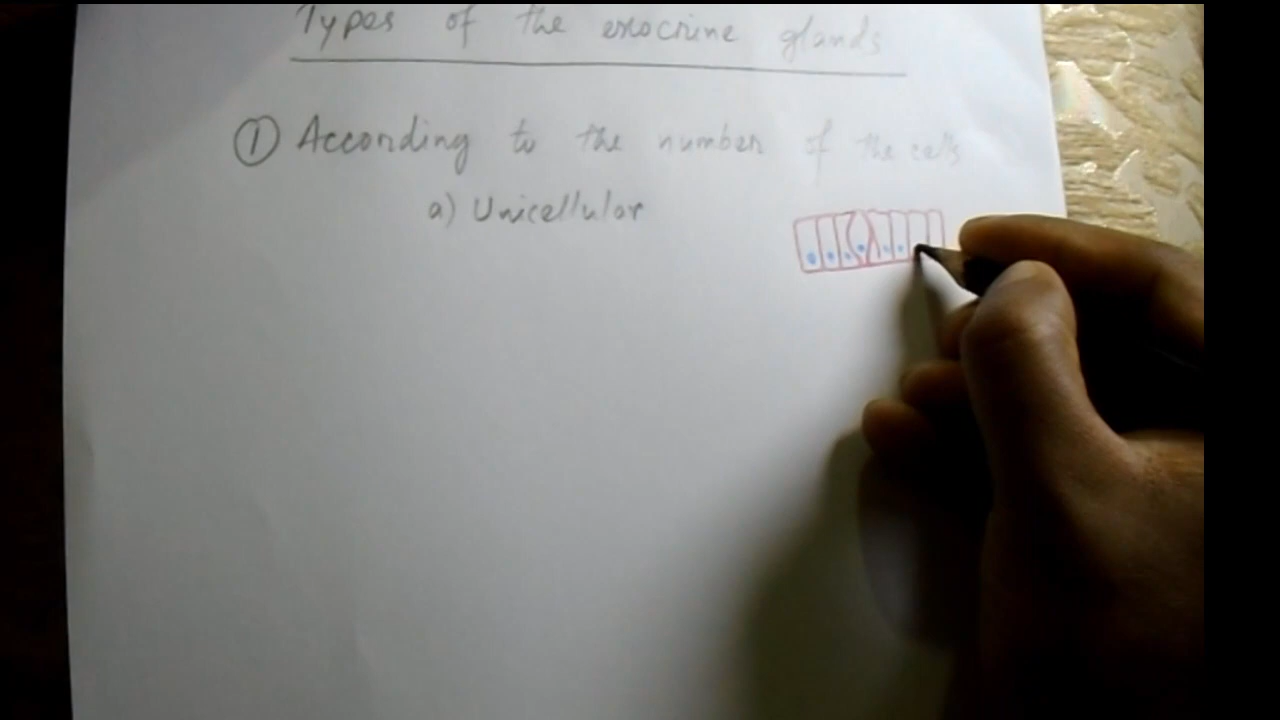 Types of the exocrine glands
① According to the number of the cells
a) Unicellular